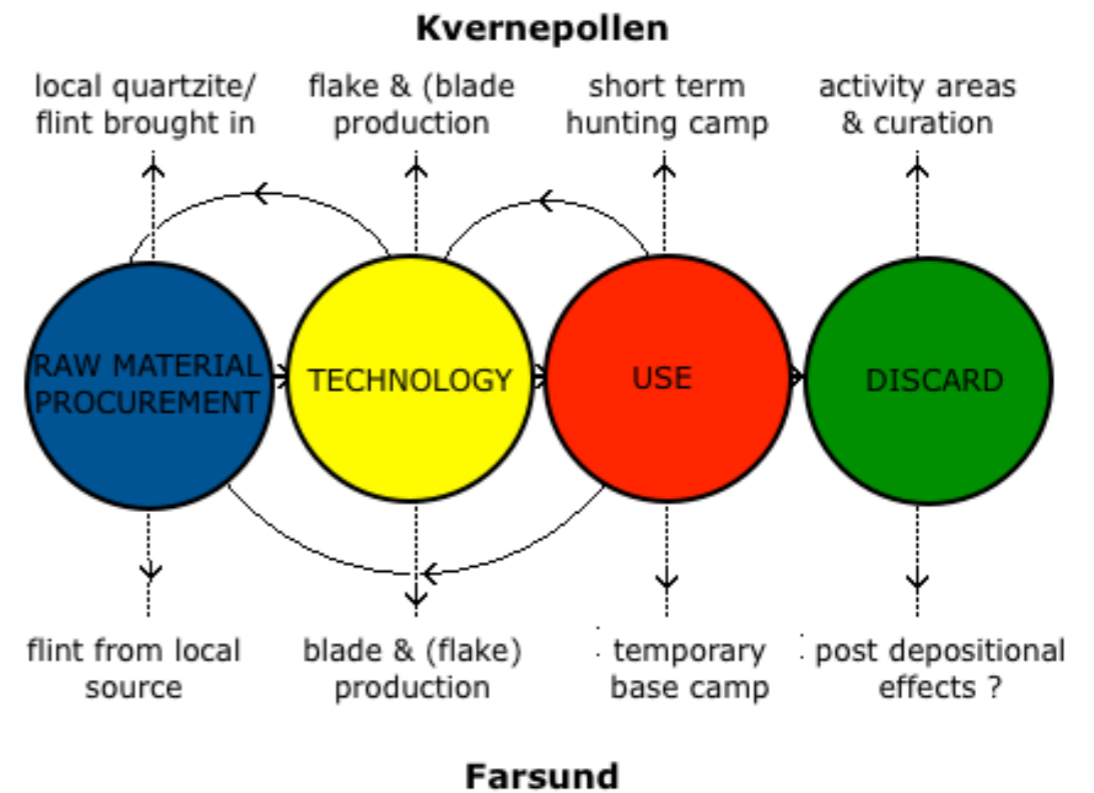 Kvernepollen
local quartzite/
flint brought in
flake & (blade
production
short term
hunting camp
activity areas
& curation
RAW MATERIAL
PROCUREMENT
TECHNOLOGY
USE
DISCARD
flint from local
source
blade & (flake)
production
temporary
base camp
post depositional
effects ?
Farsund